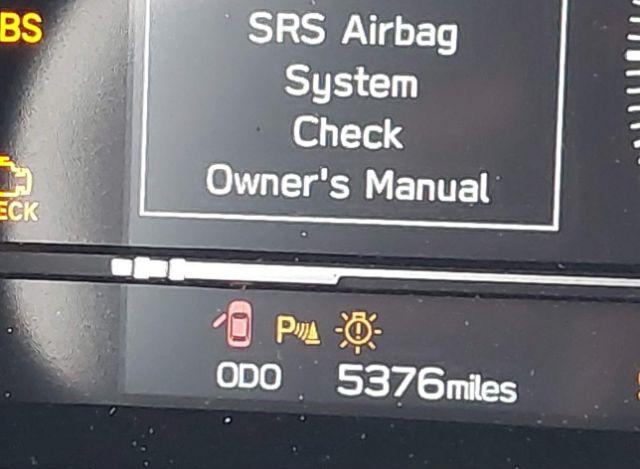 BS
SRS Airbag
System
Check
Owner's Manual
ECK
P
ODO 5376miles